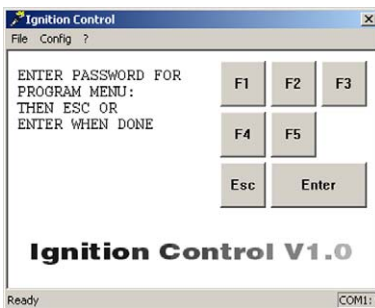 Ignition Control
File Config ?
ENTER PASSWORD FOR
PROGRAM MENU:
THEN ESC OR
ENTER WHEN DONE
F1 F2 F3
F4 F5
Esc Enter
Ignition Control V1.0
Ready COM1: